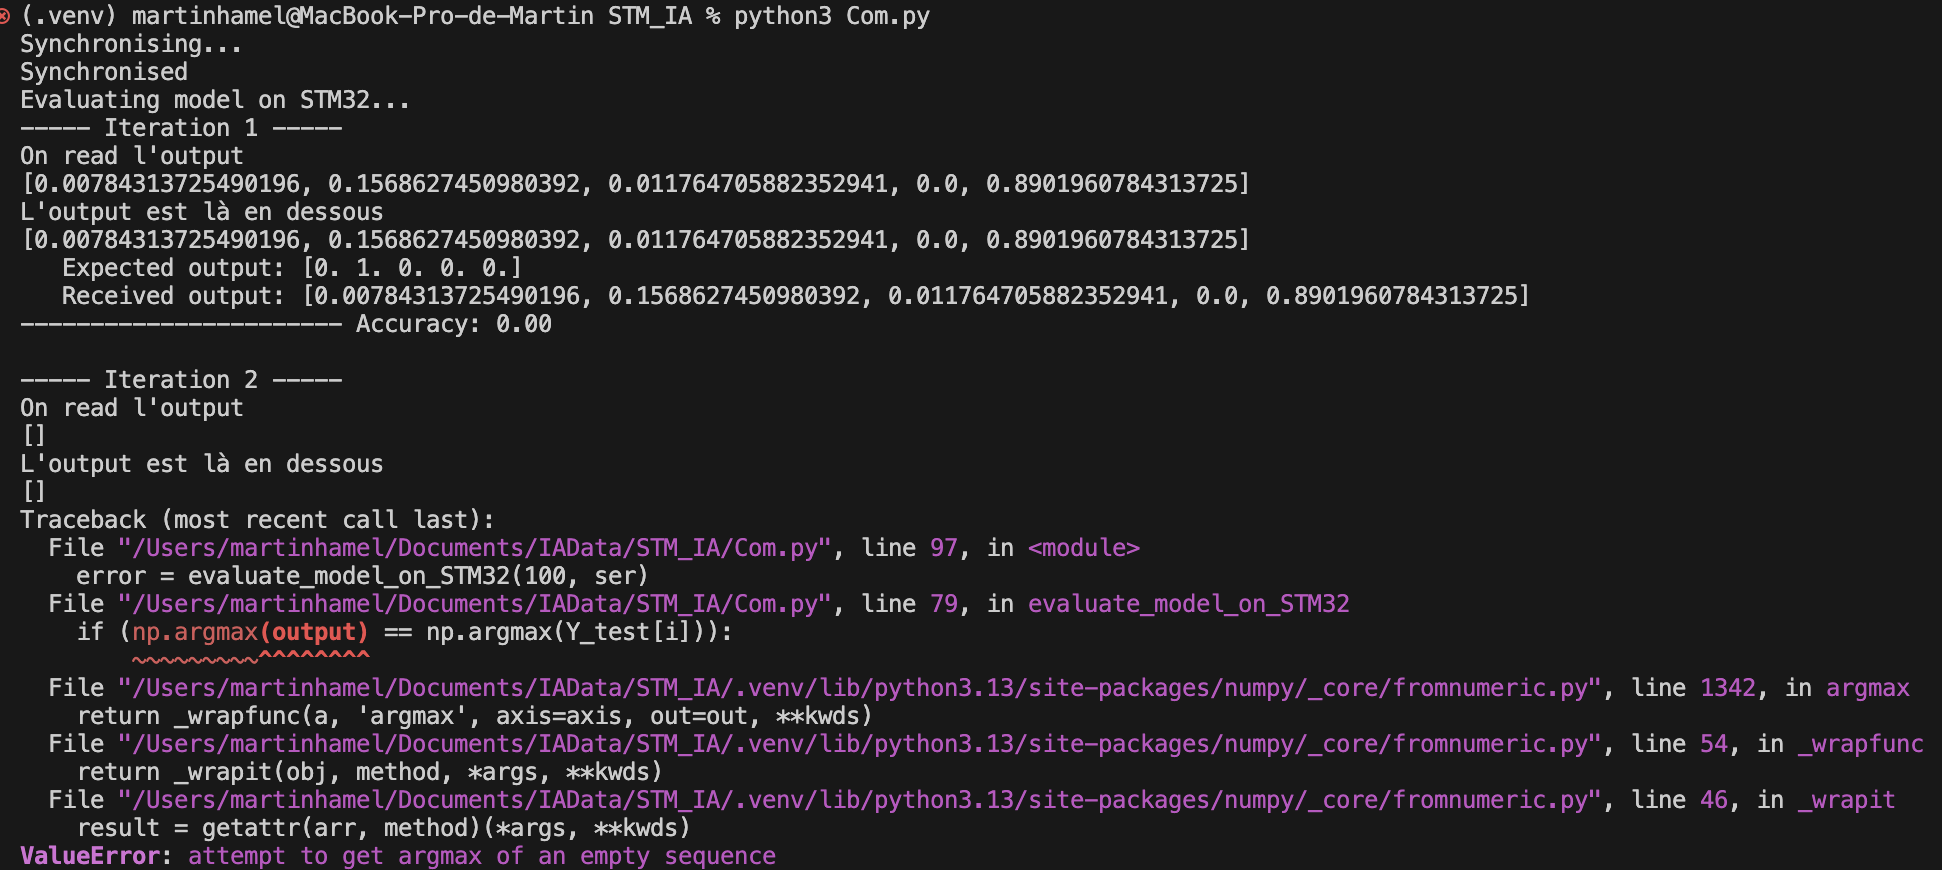 (.venv) martinhamel@MacBook-Pro-de-Martin STM_IA % python3 Com.py
Synchronising...
Synchronised
Evaluating model on STM32...
----- Iteration 1 -----
On read l'output
[0.00784313725490196, 0.1568627450980392, 0.011764705882352941, 0.0, 0.8901960784313725]
L'output est là en dessous
[0.00784313725490196, 0.1568627450980392, 0.011764705882352941, 0.0, 0.8901960784313725]
   Expected output: [0. 1. 0. 0. 0.]
   Received output: [0.00784313725490196, 0.1568627450980392, 0.011764705882352941, 0.0, 0.8901960784313725]
----------------------- Accuracy: 0.00

----- Iteration 2 -----
On read l'output
[]
L'output est là en dessous
[]
Traceback (most recent call last):
  File "/Users/martinhamel/Documents/IAData/STM_IA/Com.py", line 97, in <module>
    error = evaluate_model_on_STM32(100, ser)
  File "/Users/martinhamel/Documents/IAData/STM_IA/Com.py", line 79, in evaluate_model_on_STM32
    if (np.argmax(output) == np.argmax(Y_test[i])):
        ~~~~~~~~~^^^^^^^^
  File "/Users/martinhamel/Documents/IAData/STM_IA/.venv/lib/python3.13/site-packages/numpy/_core/fromnumeric.py", line 1342, in argmax
    return _wrapfunc(a, 'argmax', axis=axis, out=out, **kwds)
  File "/Users/martinhamel/Documents/IAData/STM_IA/.venv/lib/python3.13/site-packages/numpy/_core/fromnumeric.py", line 54, in _wrapfunc
    return _wrapit(obj, method, *args, **kwds)
  File "/Users/martinhamel/Documents/IAData/STM_IA/.venv/lib/python3.13/site-packages/numpy/_core/fromnumeric.py", line 46, in _wrapit
    result = getattr(arr, method)(*args, **kwds)
ValueError: attempt to get argmax of an empty sequence